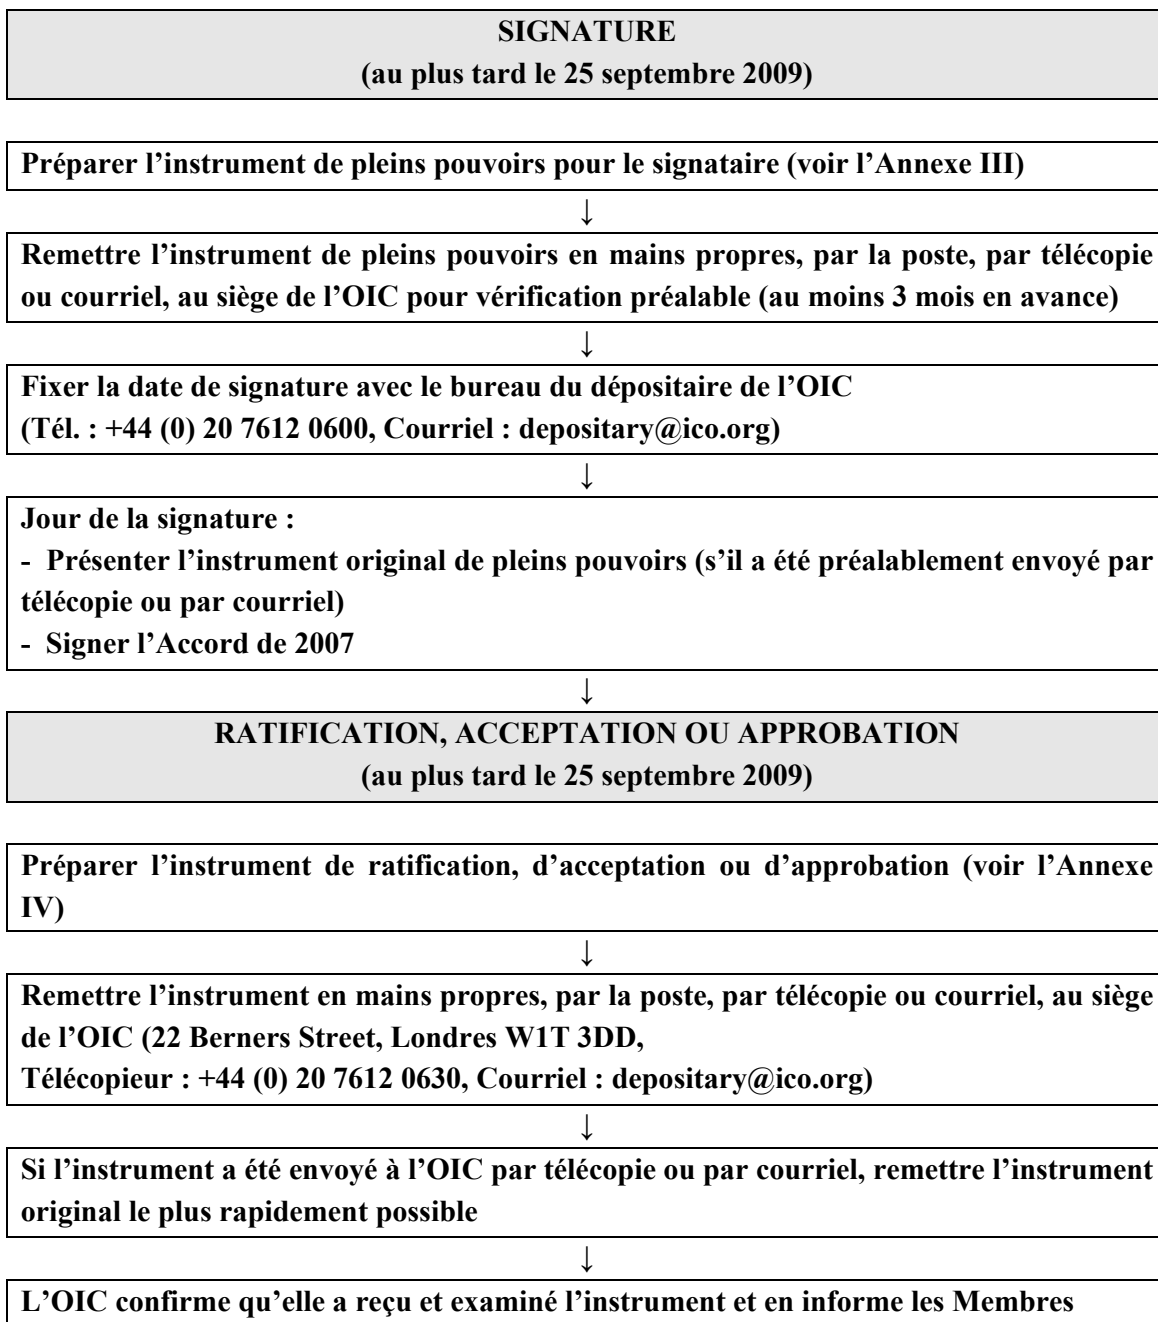 SIGNATURE
(au plus tard le 25 septembre 2009)
Préparer l’instrument de pleins pouvoirs pour le signataire (voir l’Annexe III)
↓
Remettre l’instrument de pleins pouvoirs en mains propres, par la poste, par télécopie
ou courriel, au siège de l’OIC pour vérification préalable (au moins 3 mois en avance)
↓
Fixer la date de signature avec le bureau du dépositaire de l’OIC
(Tél. : +44 (0) 20 7612 0600, Courriel : depositary@ico.org)
↓
Jour de la signature :
- Présenter l’instrument original de pleins pouvoirs (s’il a été préalablement envoyé par
télécopie ou par courriel)
- Signer l’Accord de 2007
↓
RATIFICATION, ACCEPTATION OU APPROBATION
(au plus tard le 25 septembre 2009)
Préparer l’instrument de ratification, d’acceptation ou d’approbation (voir l’Annexe
IV)
↓
Remettre l’instrument en mains propres, par la poste, par télécopie ou courriel, au siège
de l’OIC (22 Berners Street, Londres W1T 3DD,
Télécopieur : +44 (0) 20 7612 0630, Courriel : depositary@ico.org)
↓
Si l’instrument a été envoyé à l’OIC par télécopie ou par courriel, remettre l’instrument
original le plus rapidement possible
↓
L’OIC confirme qu’elle a reçu et examiné l’instrument et en informe les Membres